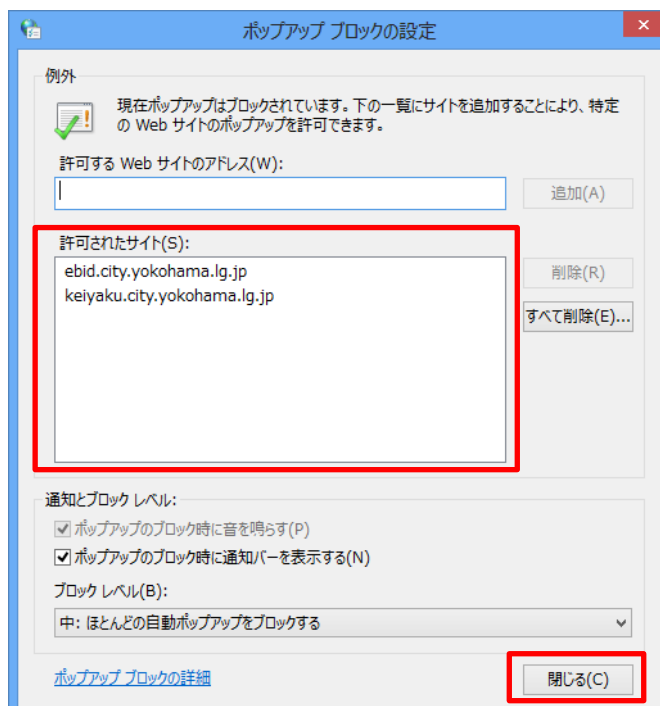 ポップアップ ブロックの設定
例外
現在ポップアップはブロックされています。下の一覧にサイトを追加することにより、特定
の Web サイトのポップアップを許可できます。
許可する Web サイトのアドレス(W):
追加(A)
許可されたサイト(S):
ebid.city.yokohama.lg.jp
keiyaku.city.yokohama.lg.jp
削除(R)
すべて削除(E)...
通知とブロック レベル:
ポップアップのブロック時に音を鳴らす(P)
ポップアップのブロック時に通知バーを表示する(N)
ブロック レベル(B):
中: ほとんどの自動ポップアップをブロックする
ポップアップ ブロックの詳細
閉じる(C)